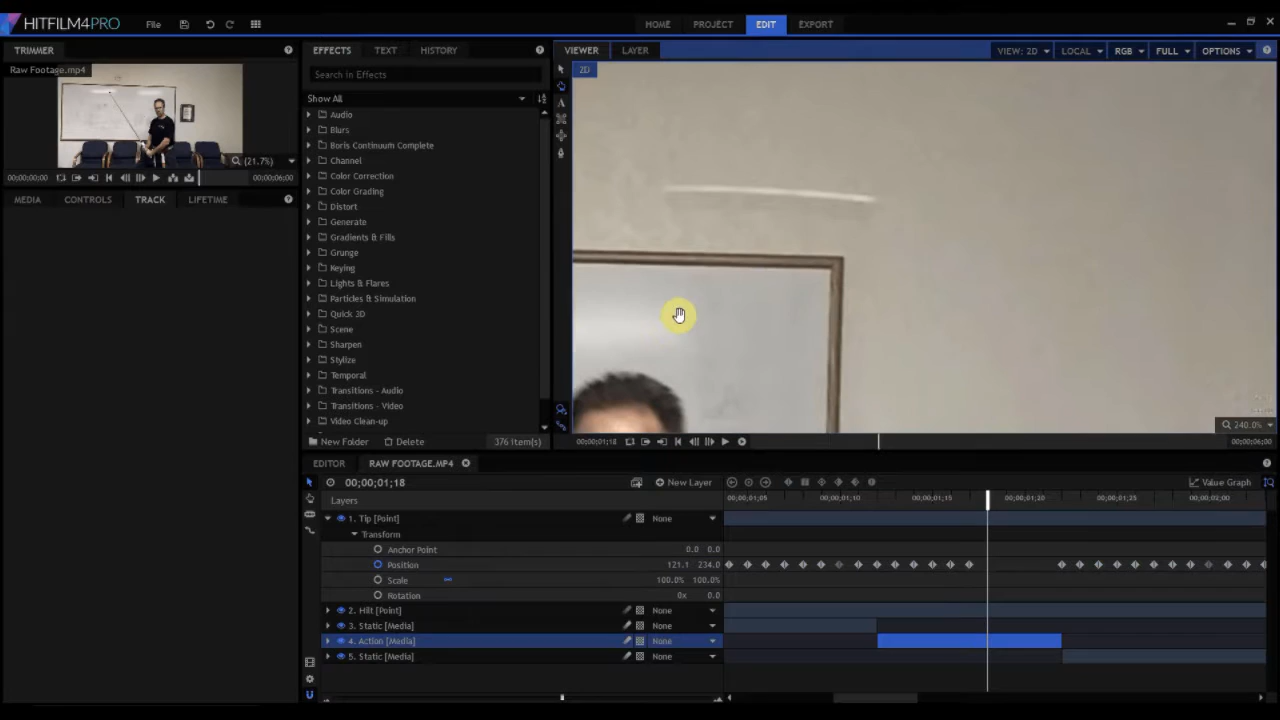 HITFILM4PRO File HOME PROJECT EDIT EXPORT
TRIMMER EFFECTS TEXT HISTORY VIEWER LAYER VIEW: 2D LOCAL RGB FULL OPTIONS
Raw Footage.mp4 Search in Effects 2D
Show All
Audio
Blurs
Boris Continuum Complete
Channel
(21.7%)
Color Correction
00;00;00;00 00;00;06;00
Color Grading
MEDIA CONTROLS TRACK LIFETIME
Distort
Generate
Gradients & Fills
Grunge
Keying
Lights & Flares
Particles & Simulation
Quick 3D
Scene
Sharpen
Stylize
Temporal
Transitions - Audio
Transitions - Video
Video Clean-up
240.0%
New Folder Delete 376 item(s) 00;00;01;18 00;00;06;00
EDITOR RAW FOOTAGE.MP4
00;00;01;18 New Layer Value Graph
Layers 00;00;01;05 00;00;01;10 00;00;01;15 00;00;01;20 00;00;01;25 00;00;02;00
1. Tip [Point] None
Transform
Anchor Point 0.0 0.0
Position 121.1 234.0
Scale 100.0% 100.0%
Rotation 0x 0.0
2. Hilt [Point] None
3. Static [Media] None
4. Action [Media] None
5. Static [Media] None